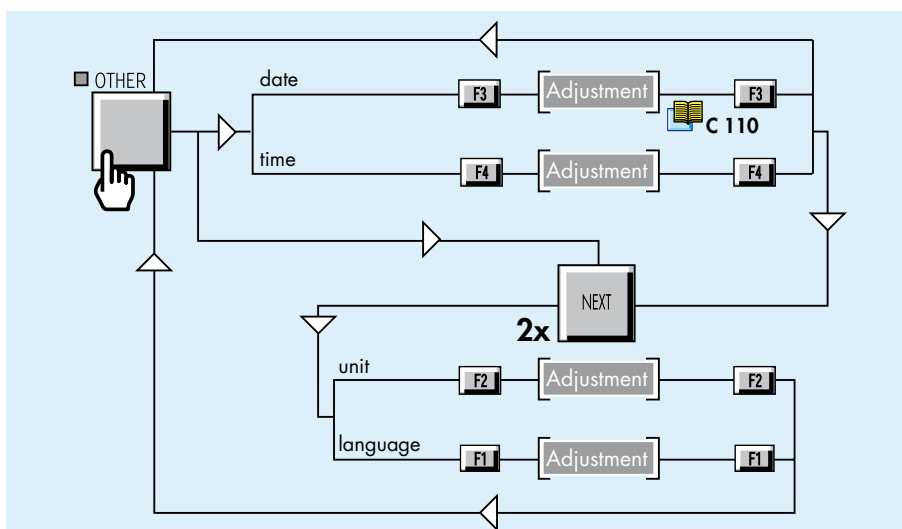 OTHER
date
F3
Adjustment
F3
C 110
time
F4
Adjustment
F4
NEXT
2x
unit
F2
Adjustment
F2
language
F1
Adjustment
F1